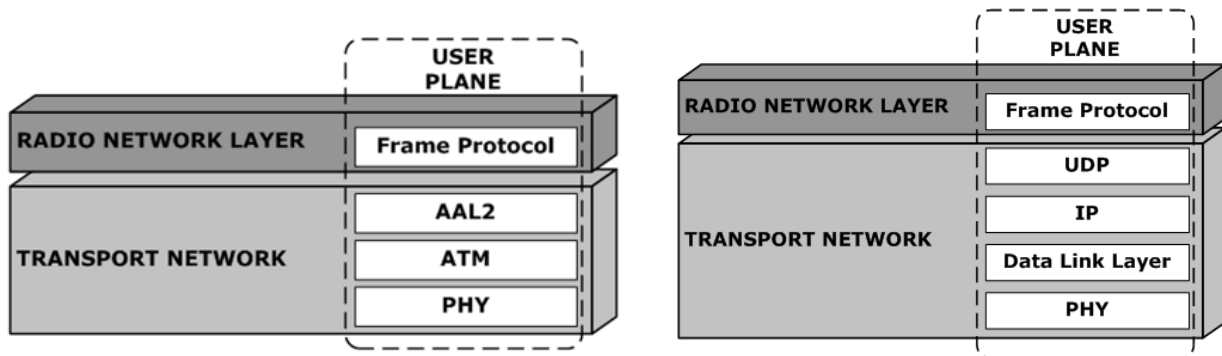 USER
PLANE
RADIO NETWORK LAYER
Frame Protocol
TRANSPORT NETWORK
AAL2
ATM
PHY
USER
PLANE
RADIO NETWORK LAYER
Frame Protocol
TRANSPORT NETWORK
UDP
IP
Data Link Layer
PHY